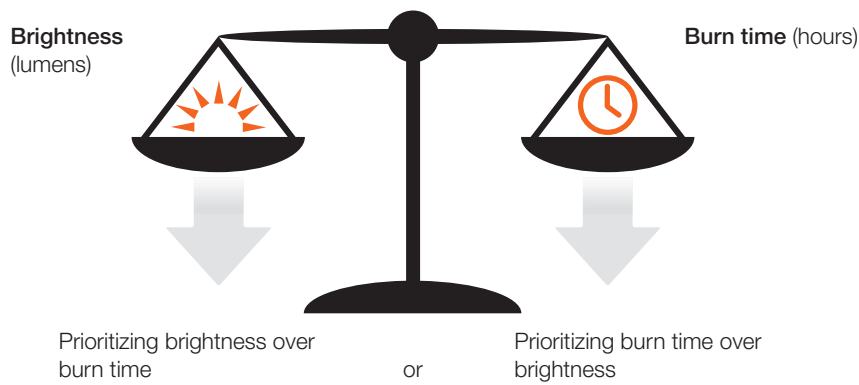 Brightness
(lumens)
Burn time (hours)
Prioritizing brightness over
burn time
or
Prioritizing burn time over
brightness